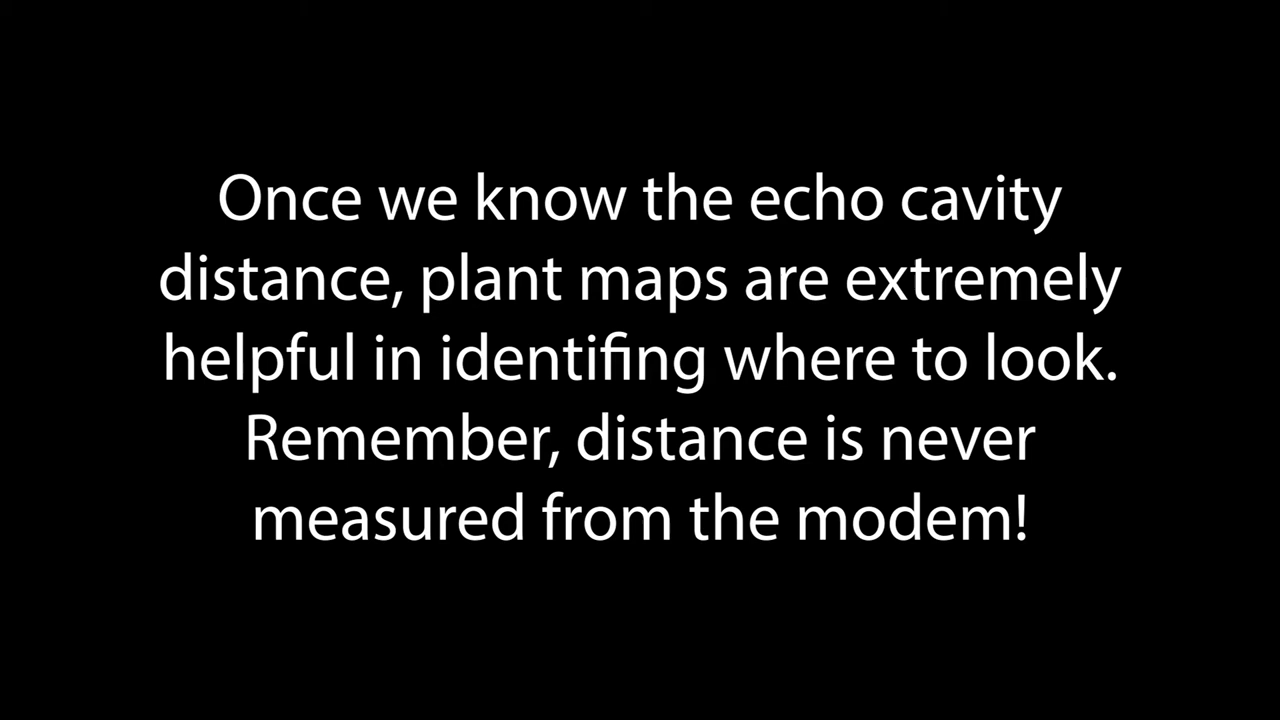 Once we know the echo cavity
distance, plant maps are extremely
helpful in identifing where to look.
Remember, distance is never
measured from the modem!